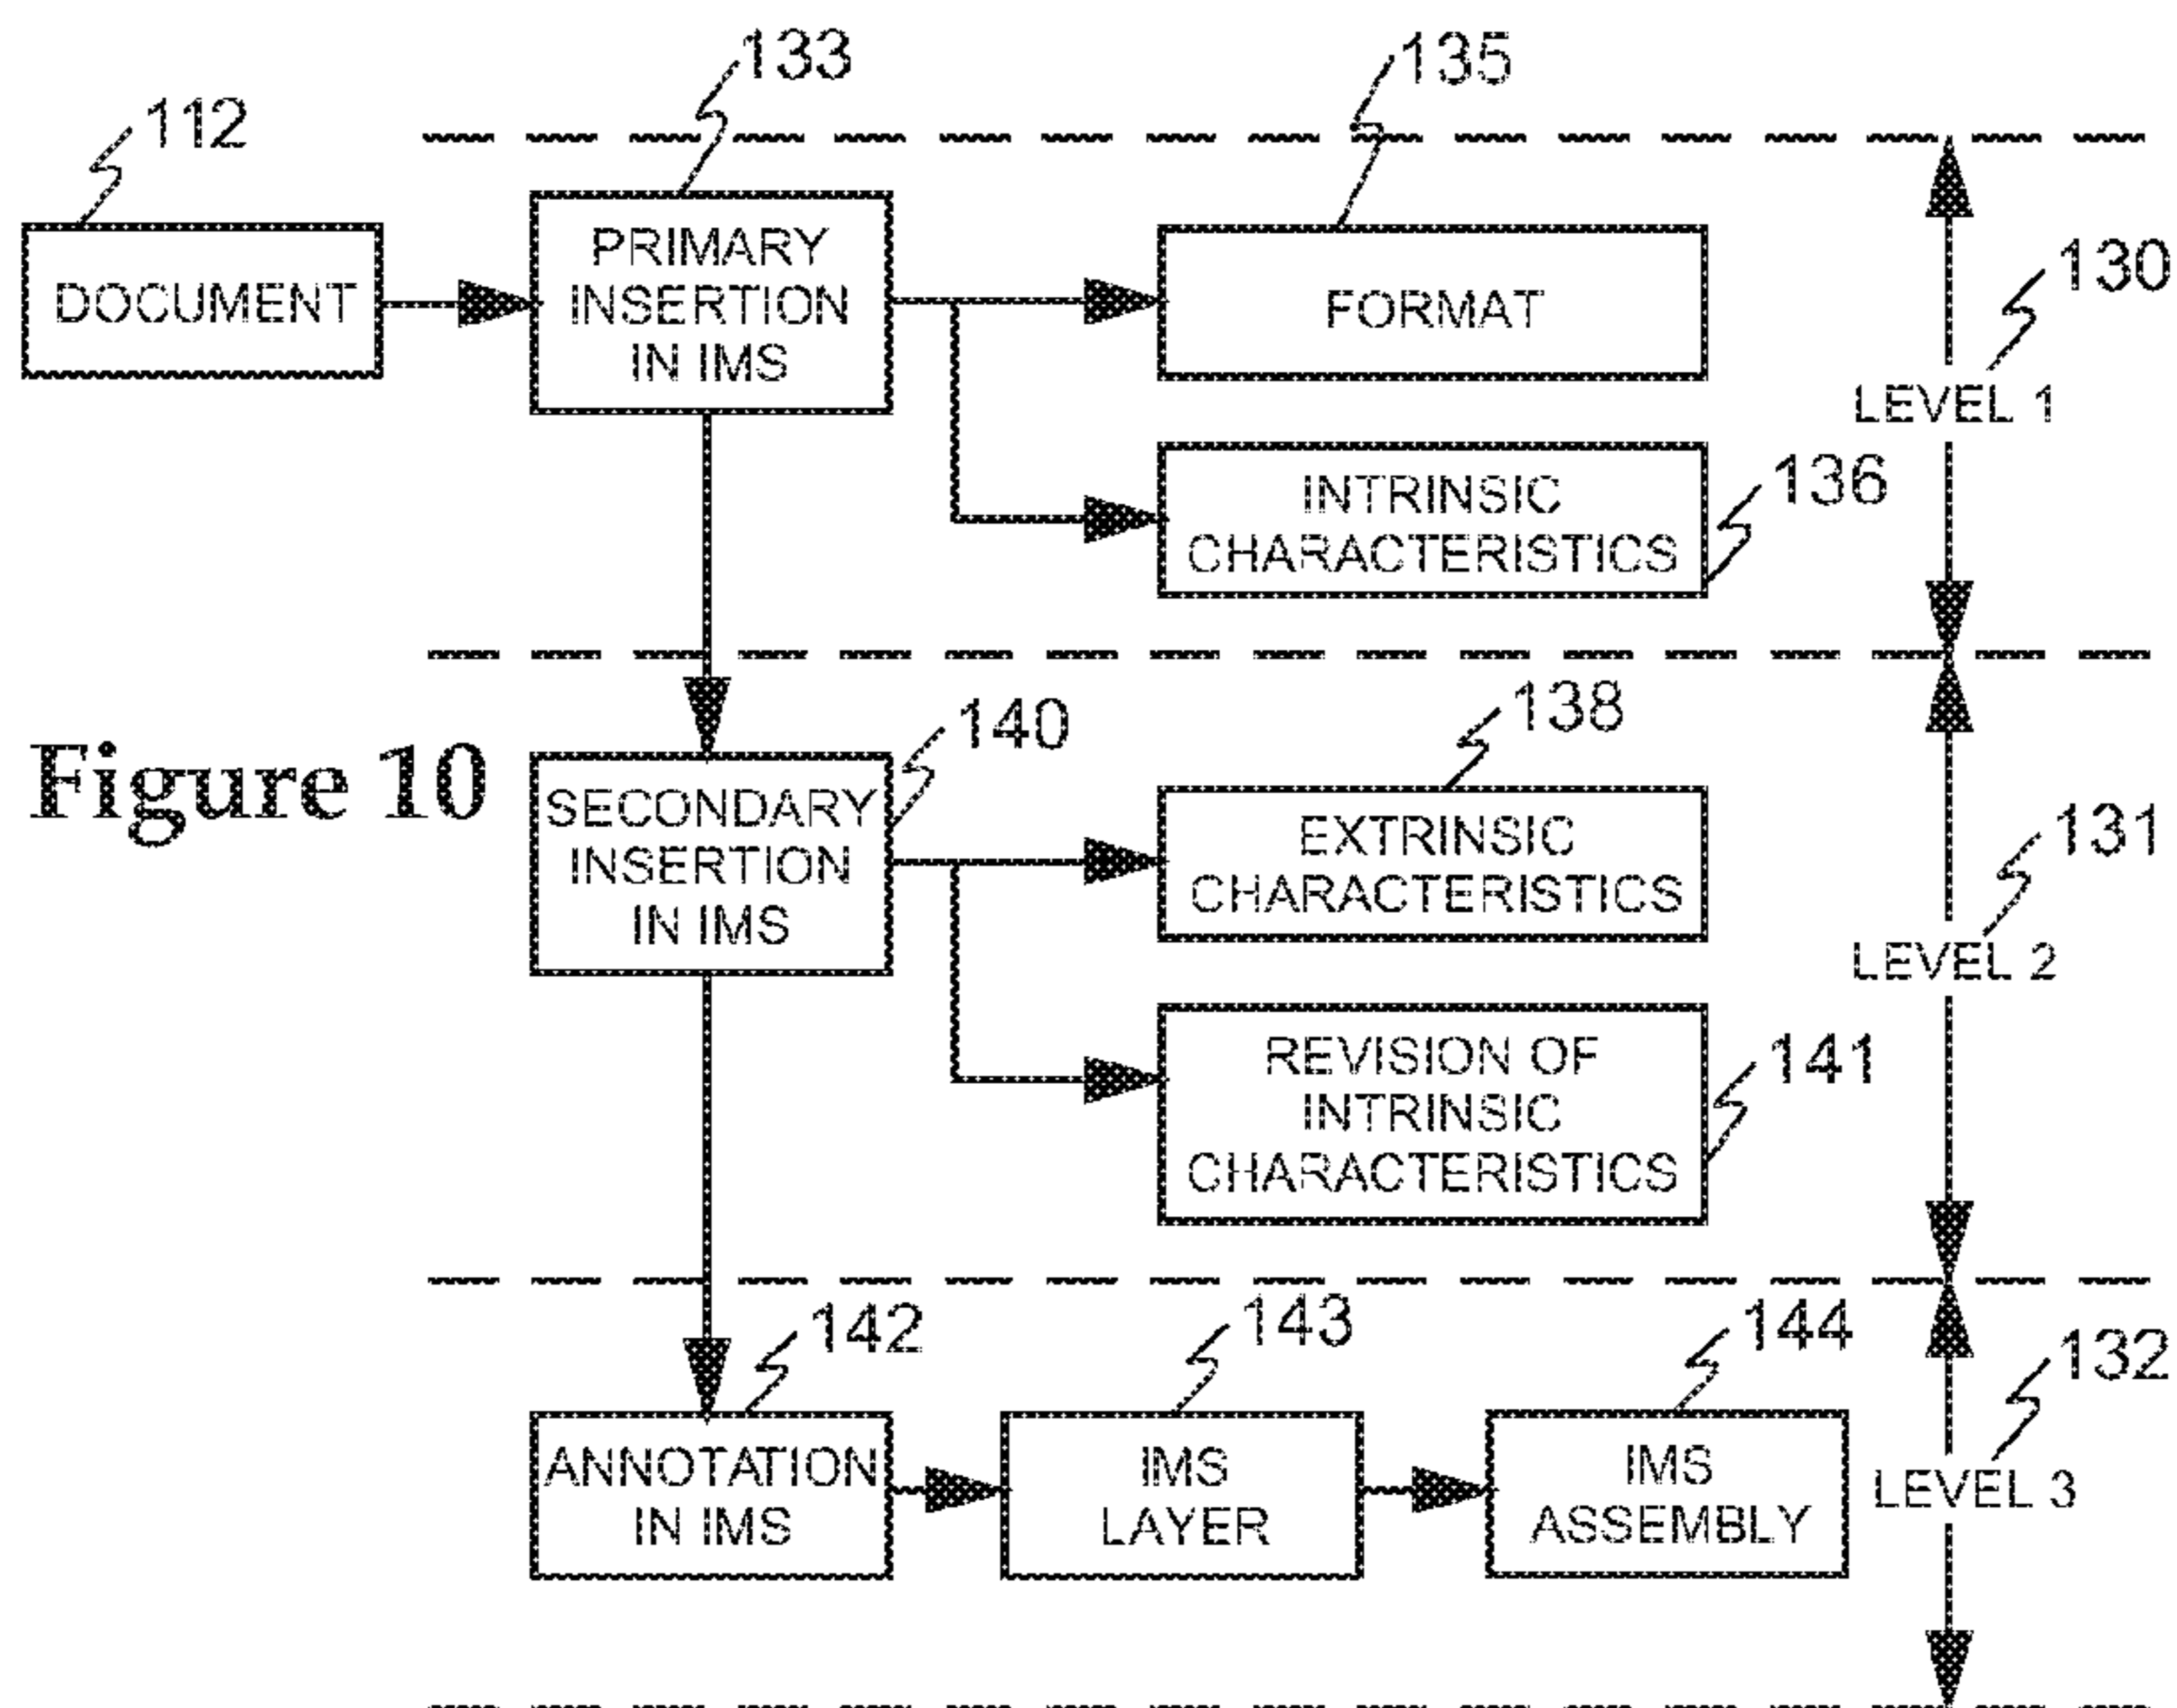 133
135
112
PRIMARY
INSERTION
IN IMS
DOCUMENT
FORMAT
130
LEVEL 1
INTRINSIC
CHARACTERISTICS
136
Figure 10
140
138
SECONDARY
INSERTION
IN IMS
EXTRINSIC
CHARACTERISTICS
131
LEVEL 2
REVISION OF
INTRINSIC
CHARACTERISTICS
141
142
143
144
132
ANNOTATION
IN IMS
IMS
LAYER
IMS
ASSEMBLY
LEVEL 3